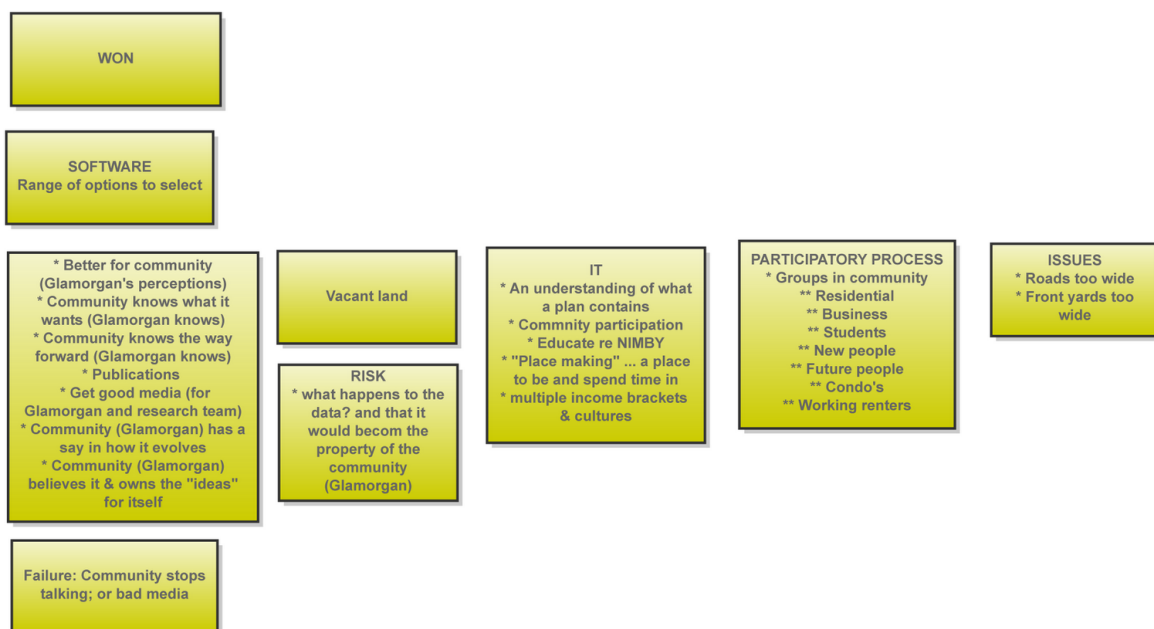 WON
SOFTWARE
Range of options to select
* Better for community
(Glamorgan's perceptions)
* Community knows what it
wants (Glamorgan knows)
* Community knows the way
forward (Glamorgan knows)
* Publications
* Get good media (for
Glamorgan and research team)
* Community (Glamorgan) has a
say in how it evolves
* Community (Glamorgan)
believes it & owns the "ideas"
for itself
Failure: Community stops
talking; or bad media
Vacant land
RISK
* what happens to the
data? and that it
would becom the
property of the
community
(Glamorgan)
IT
* An understanding of what
a plan contains
* Commnity participation
* Educate re NIMBY
* "Place making" ... a place
to be and spend time in
* multiple income brackets
& cultures
PARTICIPATORY PROCESS
* Groups in community
** Residential
** Business
** Students
** New people
** Future people
** Condo's
** Working renters
ISSUES
* Roads too wide
* Front yards too
wide